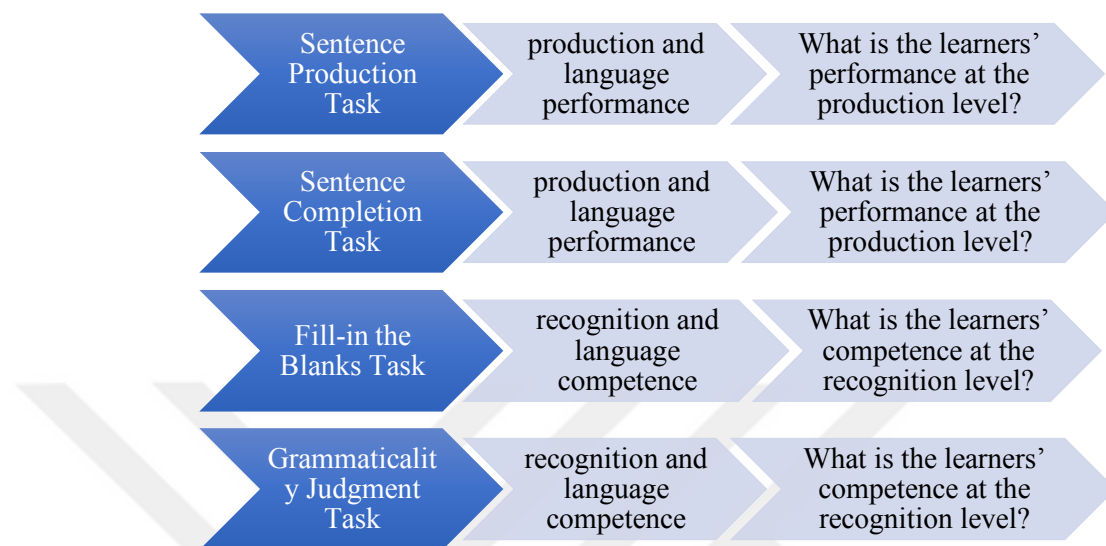 Sentence
Production
Task
production and
language
performance
What is the learners’
performance at the
production level?
Sentence
Completion
Task
production and
language
performance
What is the learners’
performance at the
production level?
Fill-in the
Blanks Task
recognition and
language
competence
What is the learners’
competence at the
recognition level?
Grammaticalit
y Judgment
Task
recognition and
language
competence
What is the learners’
competence at the
recognition level?